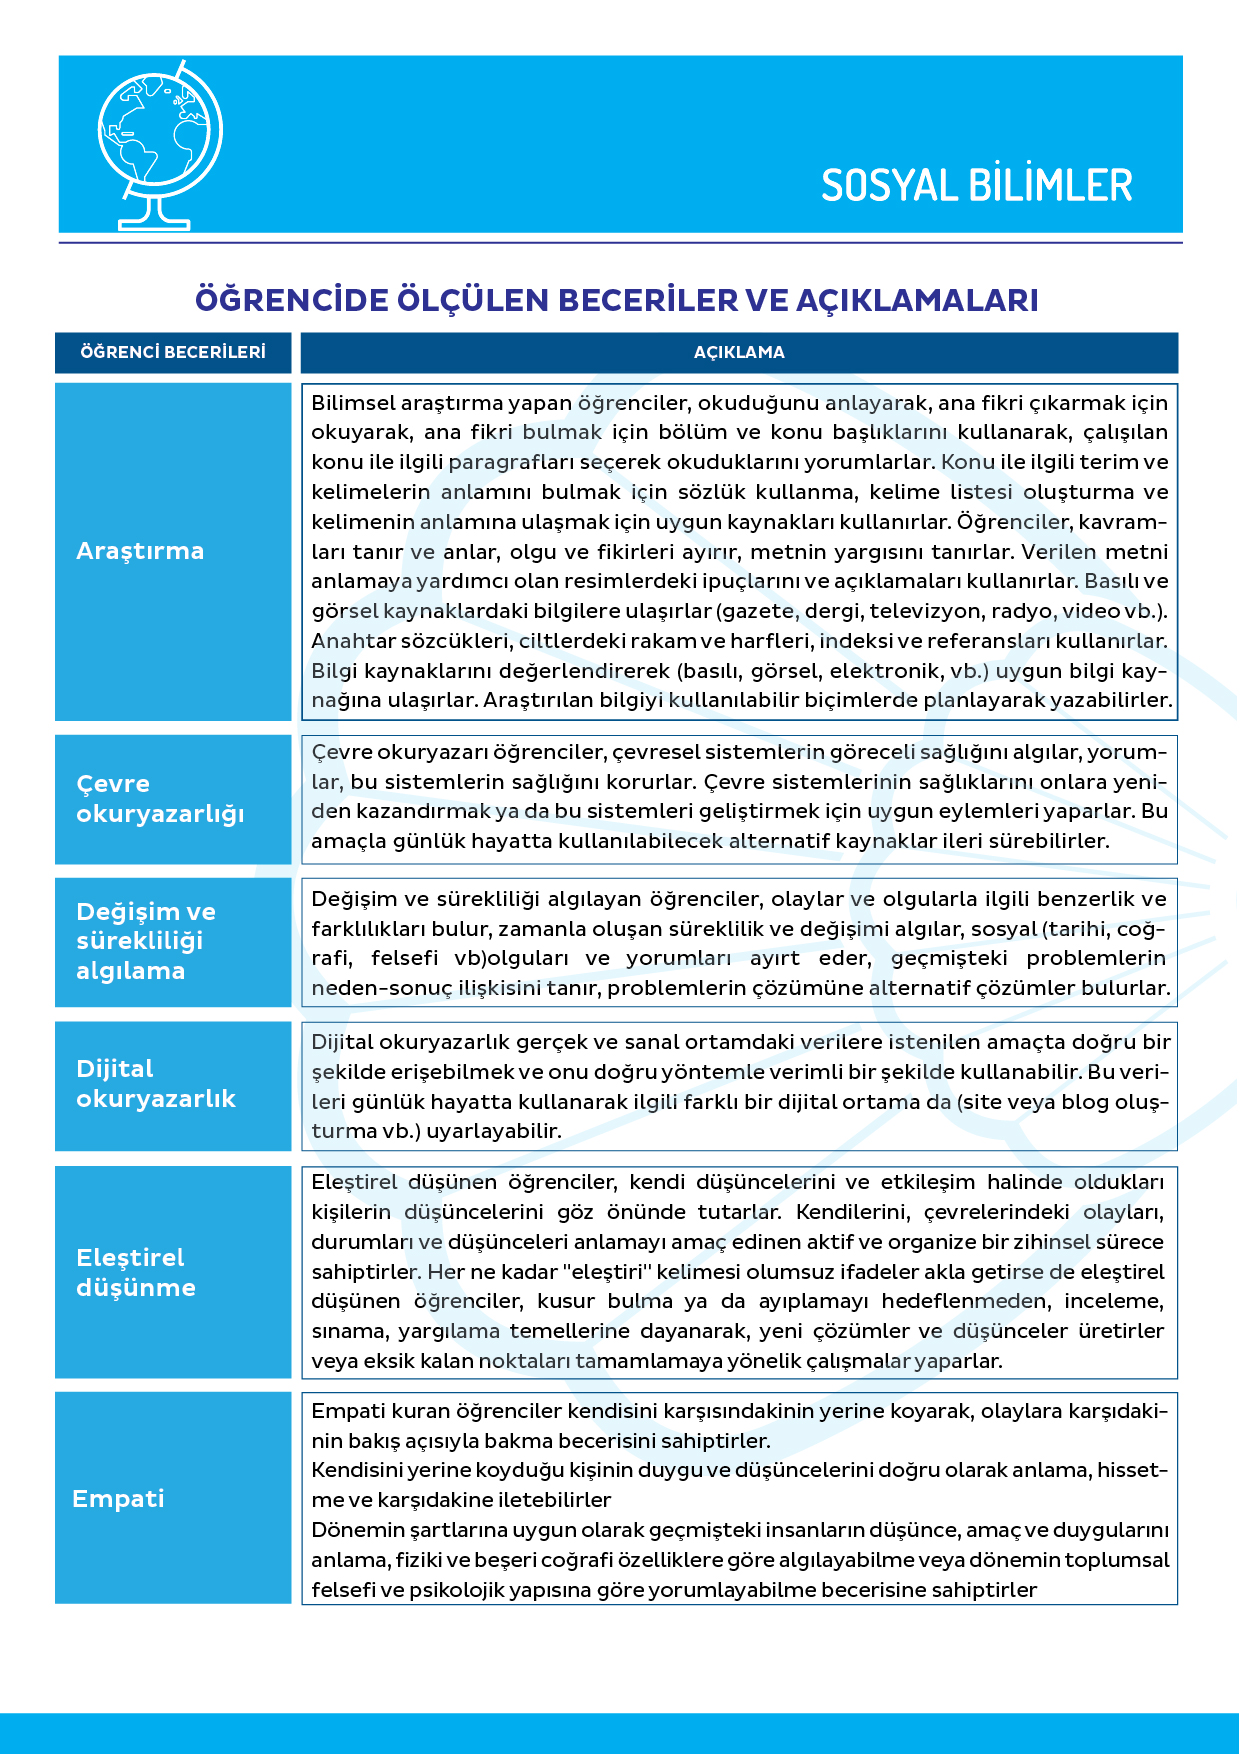 SOSYAL BİLİMLER
ÖĞRENCİDE ÖLÇÜLEN BECERİLER VE AÇIKLAMALARI
ÖĞRENCİ BECERİLERİ
AÇIKLAMA
Araştırma
Bilimsel araştırma yapan öğrenciler, okuduğunu anlayarak, ana fikri çıkarmak için
okuyarak, ana fikri bulmak için bölüm ve konu başlıklarını kullanarak, çalışılan
konu ile ilgili paragrafları seçerek okuduklarını yorumlarlar. Konu ile ilgili terim ve
kelimelerin anlamını bulmak için sözlük kullanma, kelime listesi oluşturma ve
kelimenin anlamına ulaşmak için uygun kaynakları kullanırlar. Öğrenciler, kavram-
ları tanır ve anlar, olgu ve fikirleri ayırır, metnin yargısını tanırlar. Verilen metni
anlamaya yardımcı olan resimlerdeki ipuçlarını ve açıklamaları kullanırlar. Basılı ve
görsel kaynaklardaki bilgilere ulaşırlar (gazete, dergi, televizyon, radyo, video vb.).
Anahtar sözcükleri, ciltlerdeki rakam ve harfleri, indeksi ve referansları kullanırlar.
Bilgi kaynaklarını değerlendirerek (basılı, görsel, elektronik, vb.) uygun bilgi kay-
nağına ulaşırlar. Araştırılan bilgiyi kullanılabilir biçimlerde planlayarak yazabilirler.
Çevre
okuryazarlığı
Çevre okuryazarı öğrenciler, çevresel sistemlerin göreceli sağlığını algılar, yorum-
lar, bu sistemlerin sağlığını korurlar. Çevre sistemlerinin sağlıklarını onlara yeni-
den kazandırmak ya da bu sistemleri geliştirmek için uygun eylemleri yaparlar. Bu
amaçla günlük hayatta kullanılabilecek alternatif kaynaklar ileri sürebilirler.
Değişim ve
sürekliliği
algılama
Değişim ve sürekliliği algılayan öğrenciler, olaylar ve olgularla ilgili benzerlik ve
farklılıkları bulur, zamanla oluşan süreklilik ve değişimi algılar, sosyal (tarihi, coğ-
rafi, felsefi vb)olguları ve yorumları ayırt eder, geçmişteki problemlerin
neden-sonuç ilişkisini tanır, problemlerin çözümüne alternatif çözümler bulurlar.
Dijital
okuryazarlık
Dijital okuryazarlık gerçek ve sanal ortamdaki verilere istenilen amaçta doğru bir
şekilde erişebilmek ve onu doğru yöntemle verimli bir şekilde kullanabilir. Bu veri-
leri günlük hayatta kullanarak ilgili farklı bir dijital ortama da (site veya blog oluş-
turma vb.) uyarlayabilir.
Eleştirel
düşünme
Eleştirel düşünen öğrenciler, kendi düşüncelerini ve etkileşim halinde oldukları
kişilerin düşüncelerini göz önünde tutarlar. Kendilerini, çevrelerindeki olayları,
durumları ve düşünceleri anlamayı amaç edinen aktif ve organize bir zihinsel sürece
sahiptirler. Her ne kadar "eleştiri" kelimesi olumsuz ifadeler akla getirse de eleştirel
düşünen öğrenciler, kusur bulma ya da ayıplamayı hedeflenmeden, inceleme,
sınama, yargılama temellerine dayanarak, yeni çözümler ve düşünceler üretirler
veya eksik kalan noktaları tamamlamaya yönelik çalışmalar yaparlar.
Empati
Empati kuran öğrenciler kendisini karşısındakinin yerine koyarak, olaylara karşıdaki-
nin bakış açısıyla bakma becerisini sahiptirler.
Kendisini yerine koyduğu kişinin duygu ve düşüncelerini doğru olarak anlama, hisset-
me ve karşıdakine iletebilirler
Dönemin şartlarına uygun olarak geçmişteki insanların düşünce, amaç ve duygularını
anlama, fiziki ve beşeri coğrafi özelliklere göre algılayabilme veya dönemin toplumsal
felsefi ve psikolojik yapısına göre yorumlayabilme becerisine sahiptirler